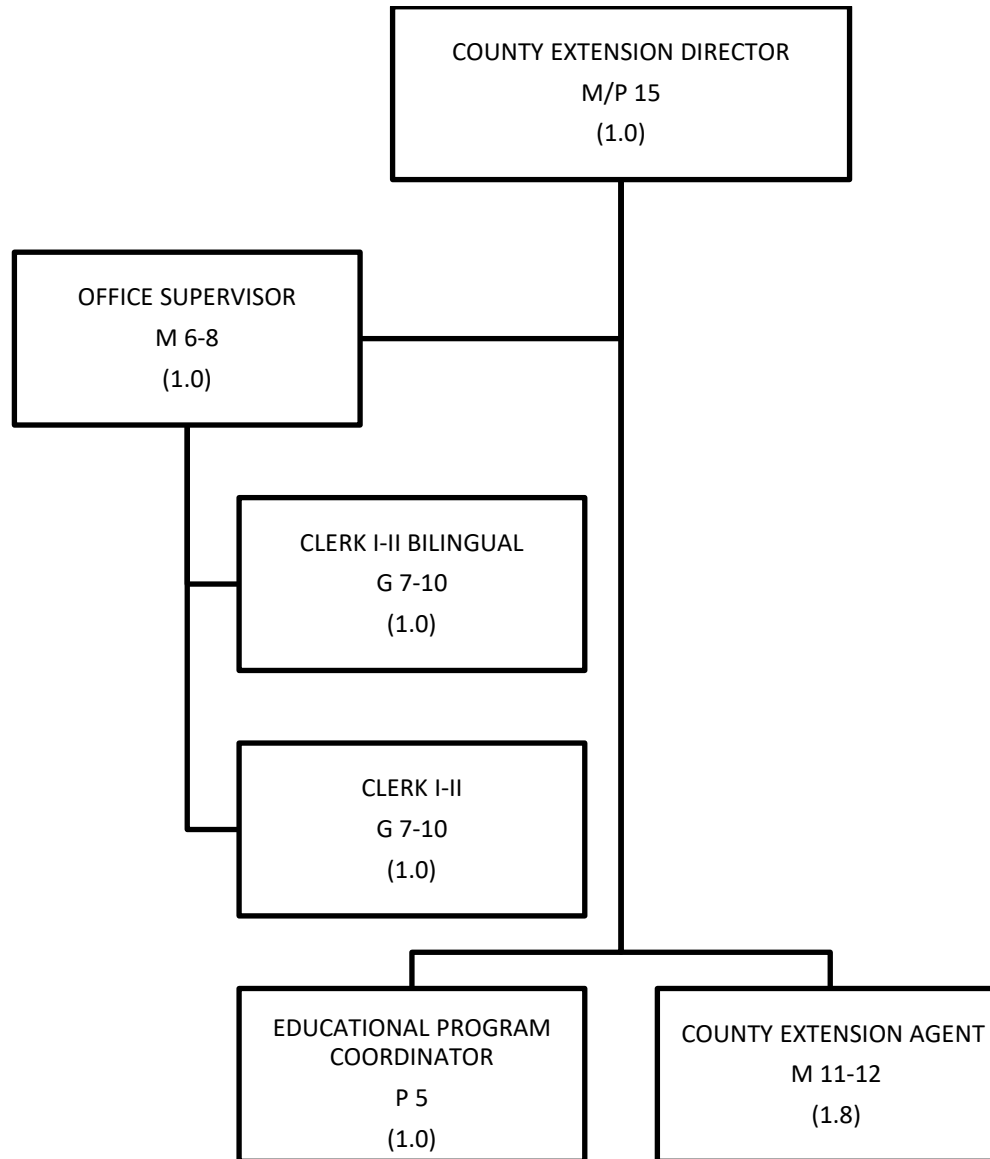 COUNTY EXTENSION DIRECTOR
M/P 15
(1.0)
OFFICE SUPERVISOR
M 6-8
(1.0)
CLERK I-II BILINGUAL
G 7-10
(1.0)
CLERK I-II
G 7-10
(1.0)
EDUCATIONAL PROGRAM
COORDINATOR
P 5
(1.0)
COUNTY EXTENSION AGENT
M 11-12
(1.8)